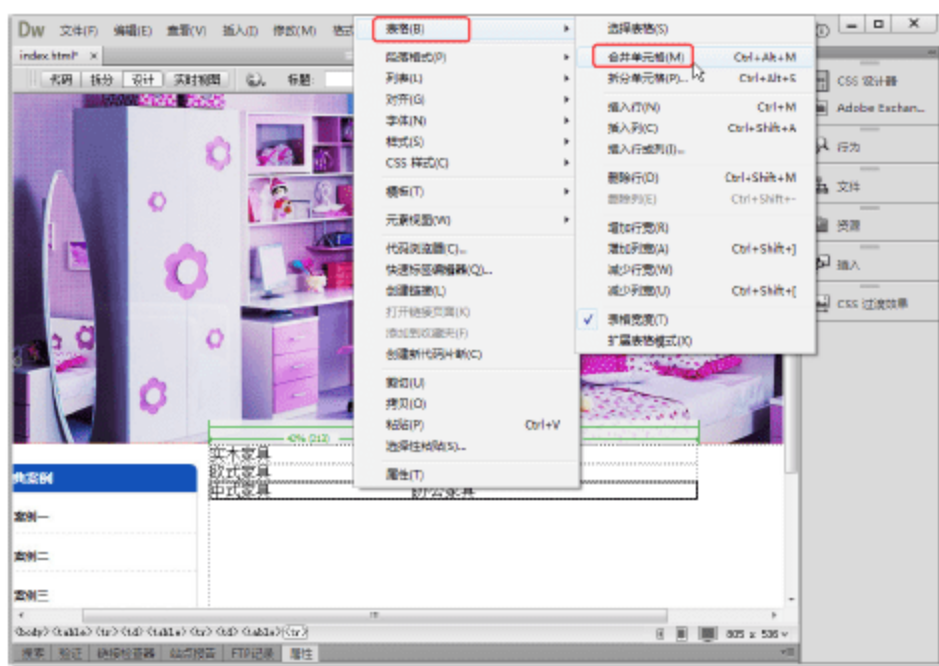 Dw 文件(F) 编辑(E) 查看(V) 插入(I) 修改(M) 格式
index.html* ×
代码 拆分 设计 实时视图 标题:
表格(B)
段落格式(P)
列表(L)
对齐(G)
字体(N)
样式(S)
CSS 样式(C)
模板(T)
元素视图(W)
代码浏览器(C)...
快速标签编辑器(Q)...
创建链接(L)
打开链接页面(K)
添加到收藏夹(F)
创建新代码片断(C)
剪切(U)
拷贝(O)
粘贴(P) Ctrl+V
选择性粘贴(S)...
属性(T)
选择表格(S)
合并单元格(M) Ctrl+Alt+M
拆分单元格(P)... Ctrl+Alt+S
插入行(N) Ctrl+M
插入列(C) Ctrl+Shift+A
插入行或列(I)...
删除行(D) Ctrl+Shift+M
删除列(E) Ctrl+Shift+-
增加行宽(R)
增加列宽(A) Ctrl+Shift+]
减少行宽(W)
减少列宽(U) Ctrl+Shift+[
✓ 表格宽度(T)
扩展表格模式(X)
CSS 设计器
Adobe Exchan...
行为
文件
资源
插入
CSS 过渡效果
43% (212)
实木家具
欧式家具
中式家具 办公家具
典案例
案例一
案例二
案例三
<body> <table> <tr> <td> <table> <tr> <td> <table> <tr>
805 x 536
搜索 验证 链接检查器 站点报告 FTP记录 属性